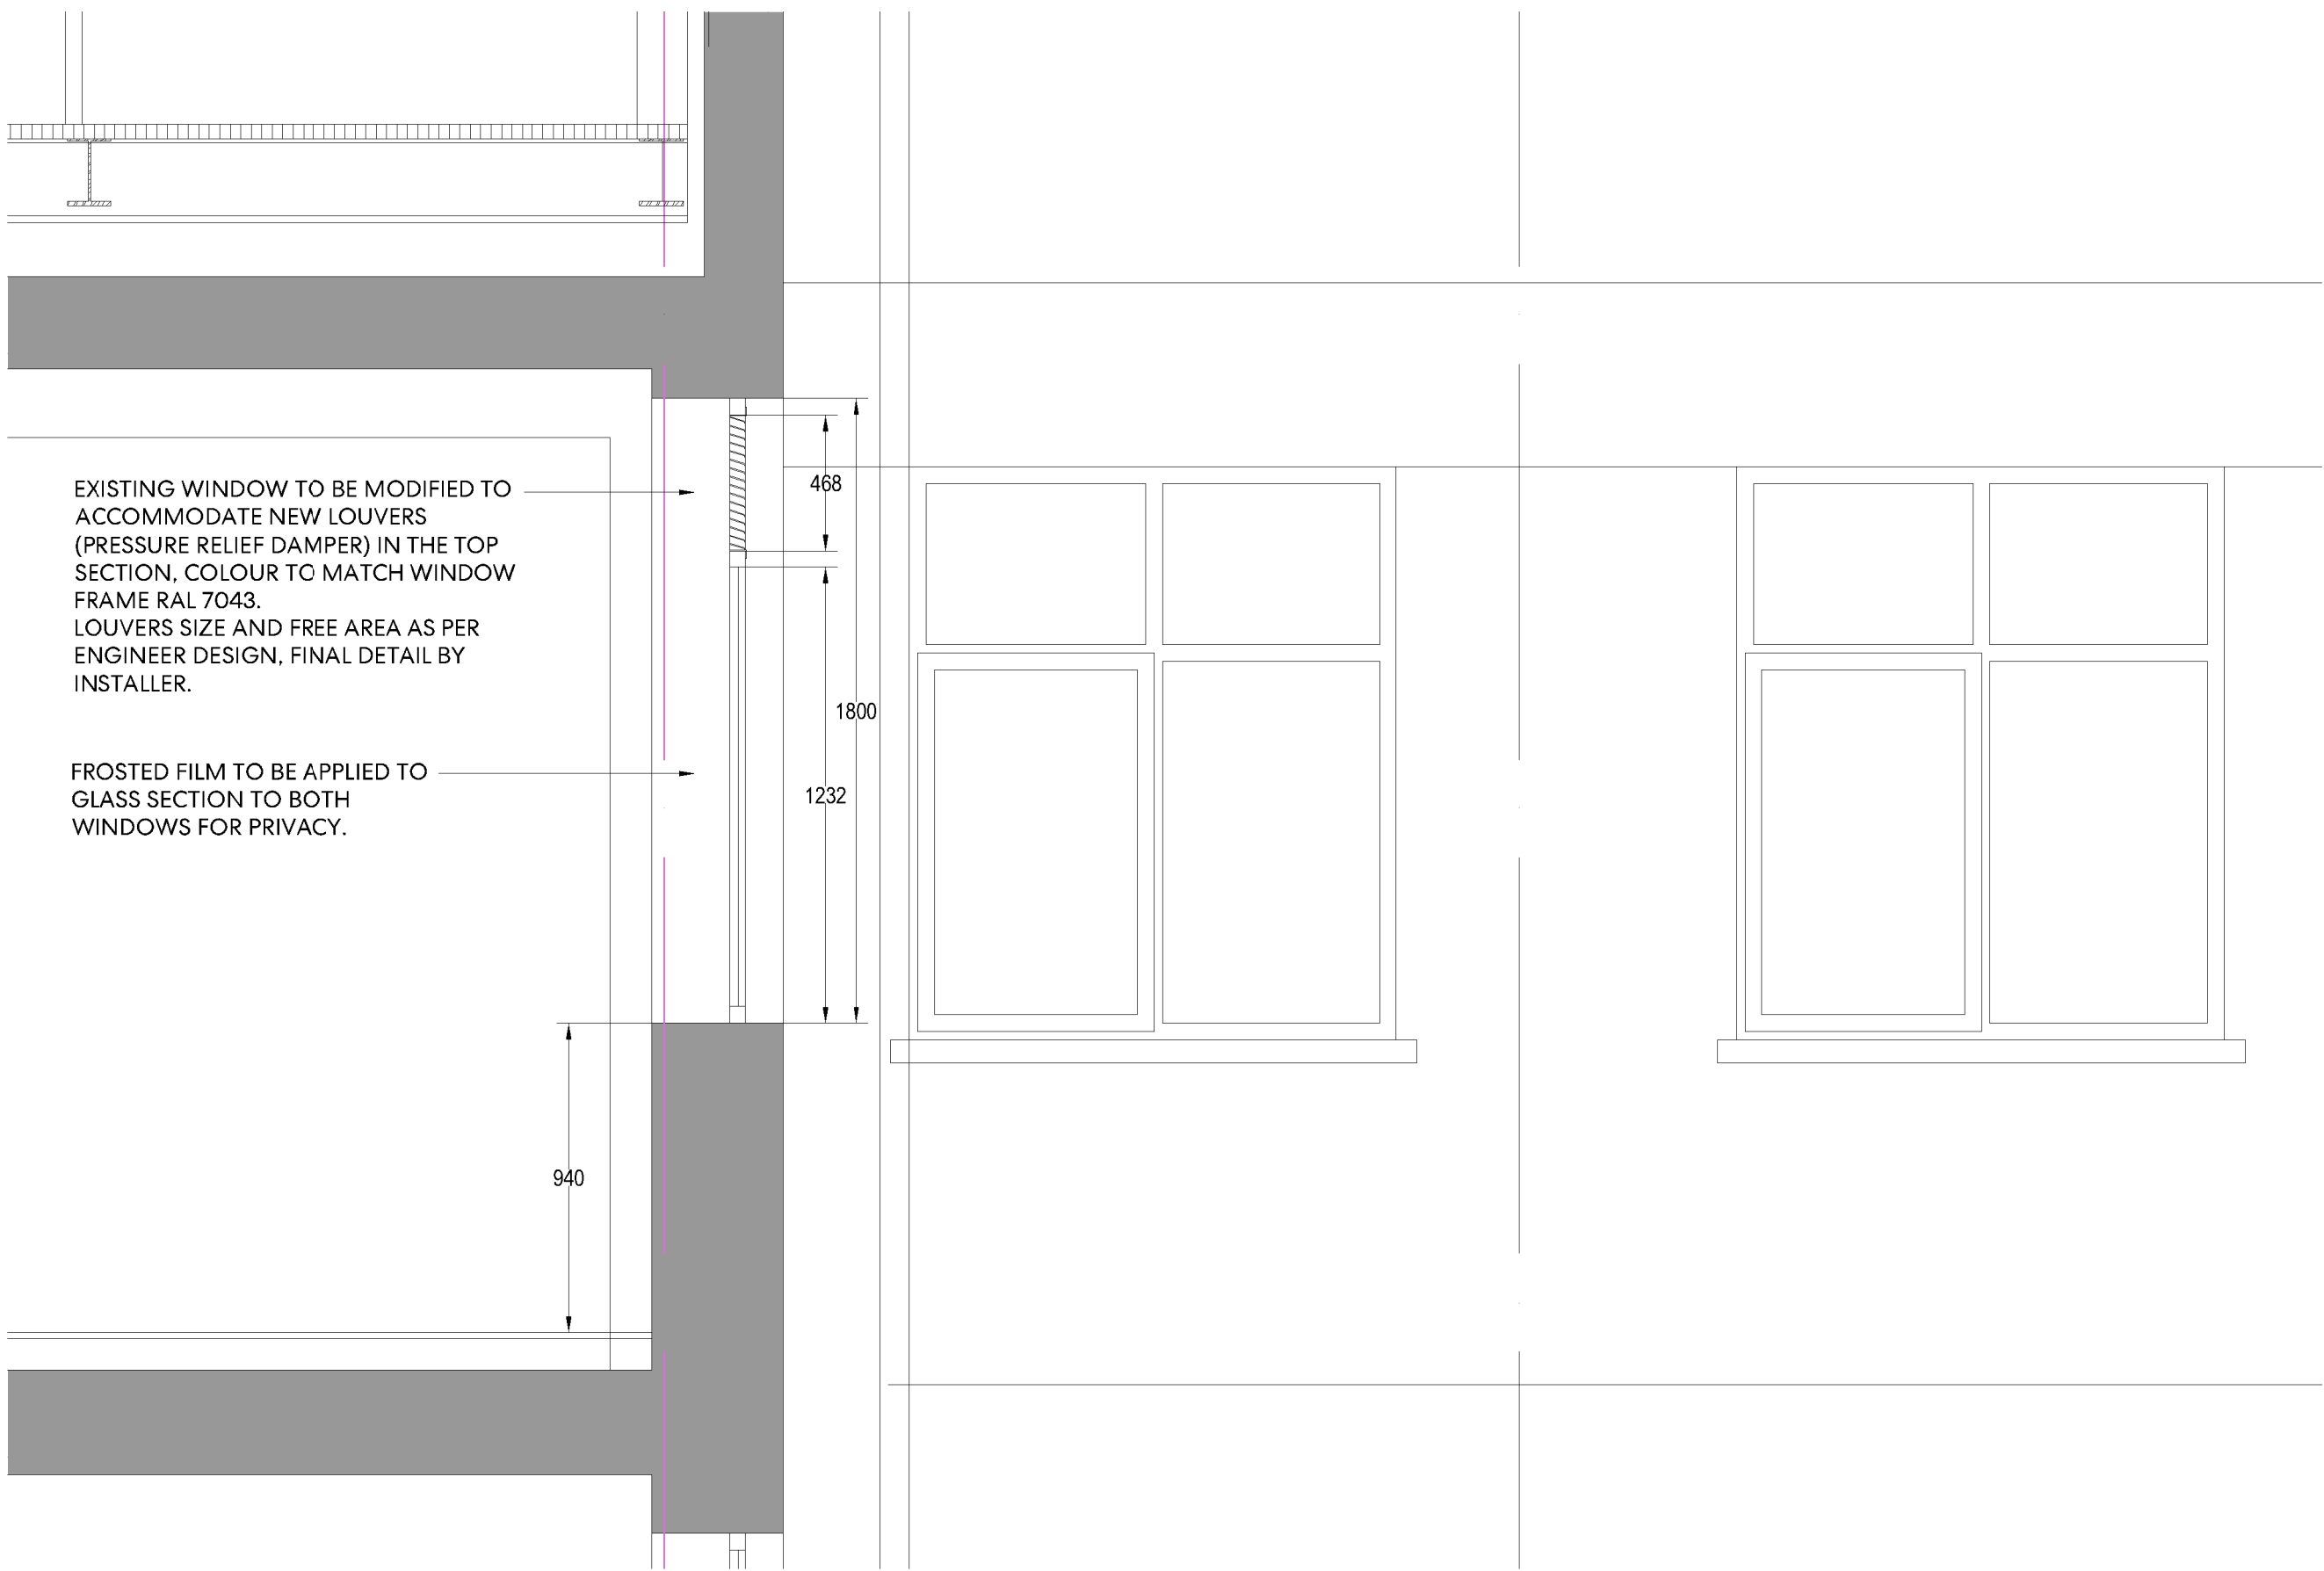 EXISTING WINDOW TO BE MODIFIED TO
ACCOMMODATE NEW LOUVERS
(PRESSURE RELIEF DAMPER) IN THE TOP
SECTION, COLOUR TO MATCH WINDOW
FRAME RAL 7043.
LOUVERS SIZE AND FREE AREA AS PER
ENGINEER DESIGN, FINAL DETAIL BY
INSTALLER.
FROSTED FILM TO BE APPLIED TO
GLASS SECTION TO BOTH
WINDOWS FOR PRIVACY.
468
1800
1232
940